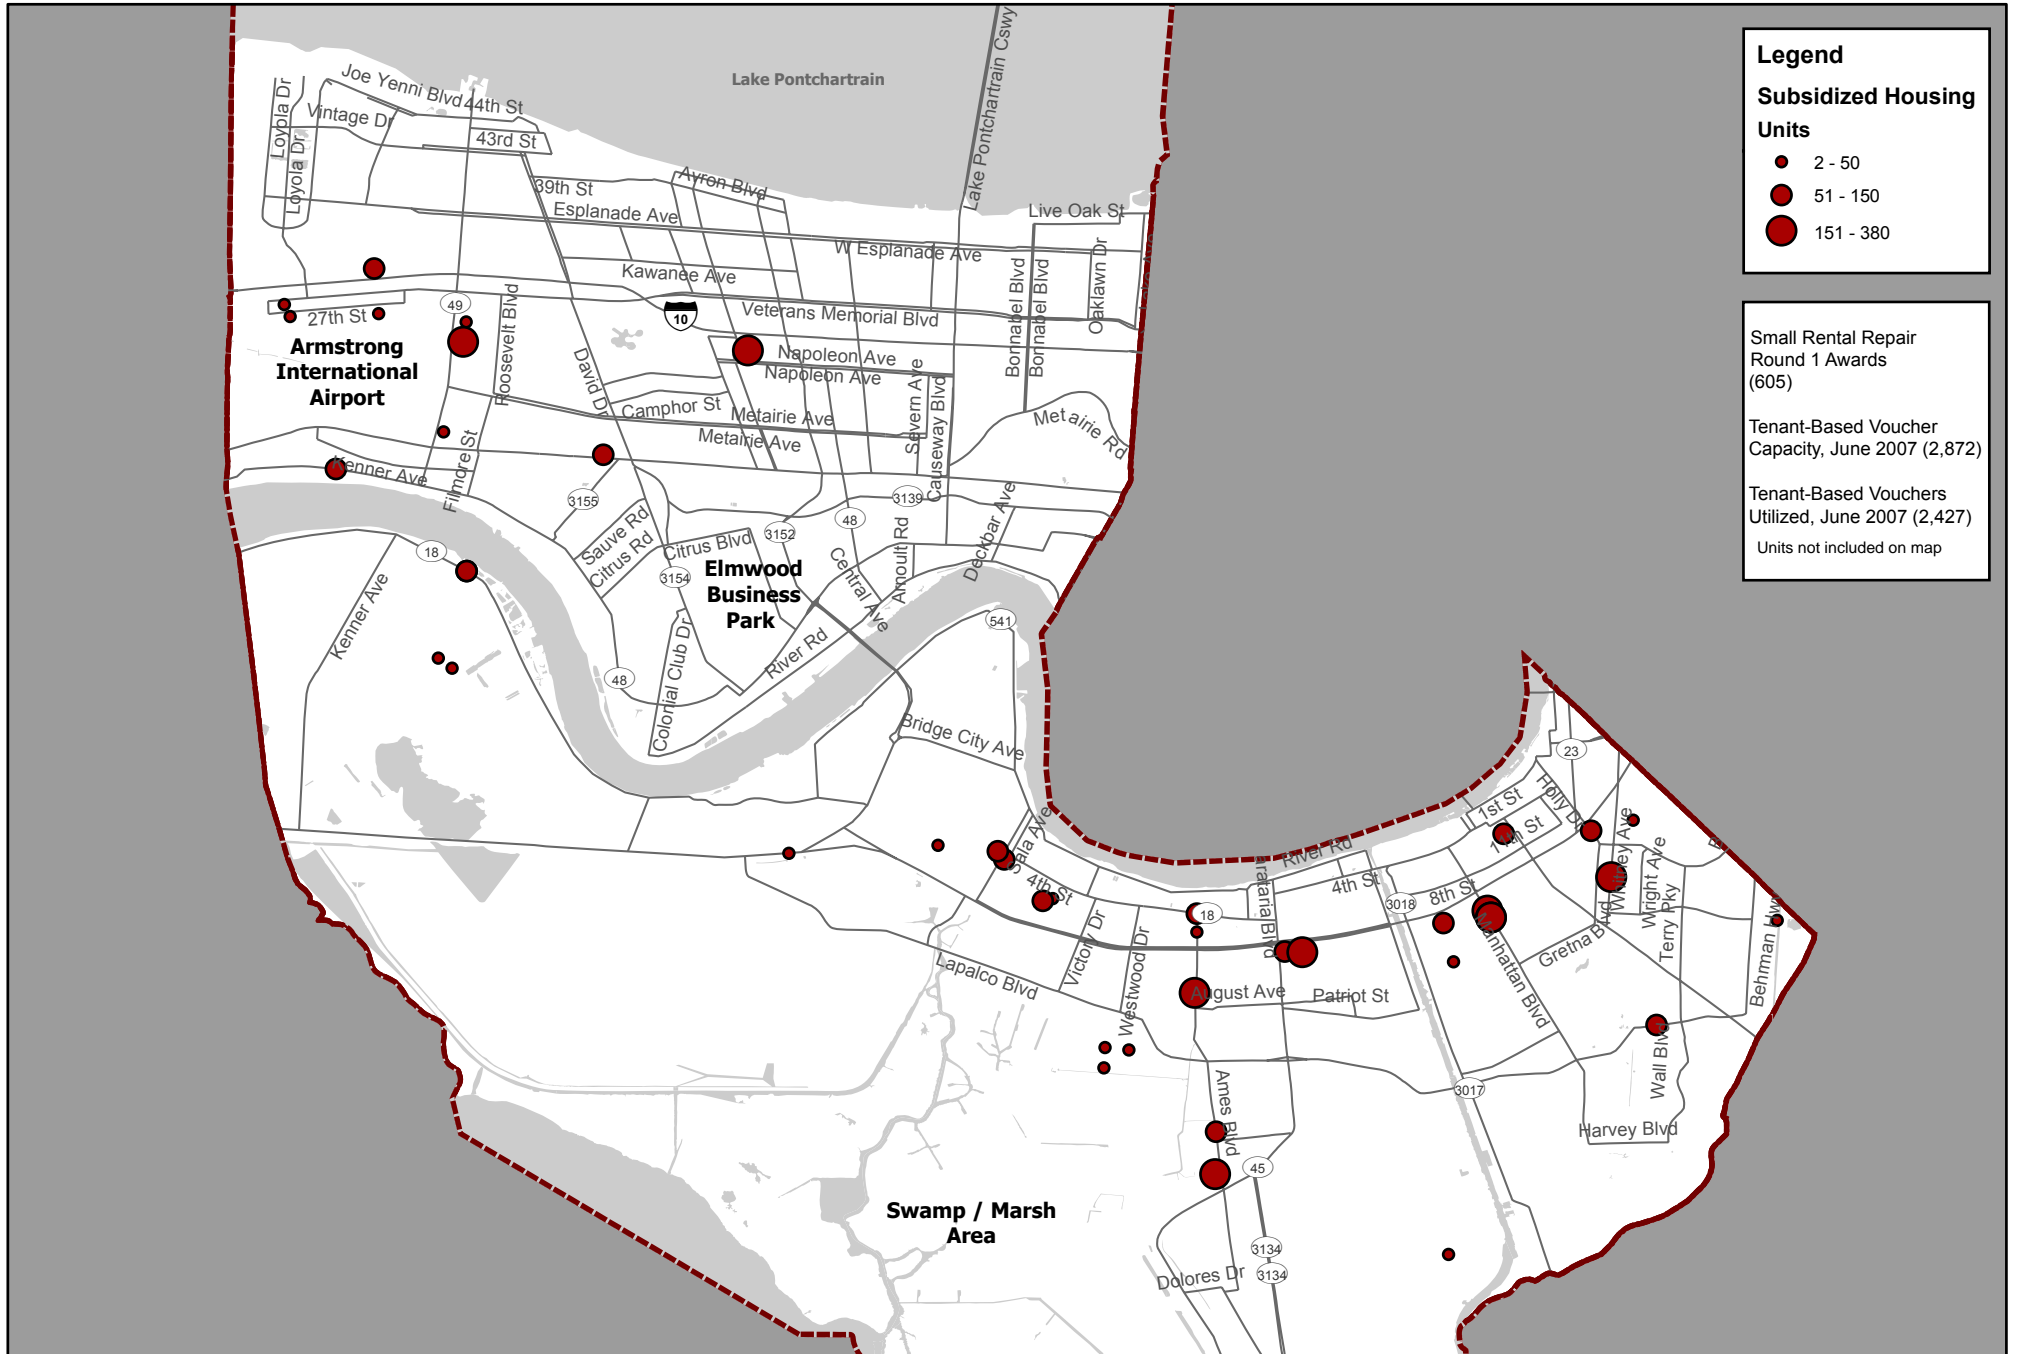 Legend
Subsidized Housing
Units
2 - 50
51 - 150
151 - 380
Small Rental Repair
Round 1 Awards
(605)
Tenant-Based Voucher
Capacity, June 2007 (2,872)
Tenant-Based Vouchers
Utilized, June 2007 (2,427)
Units not included on map
Lake Pontchartrain
Lake Pontchartrain Cswy
Joe Yenni Blvd
44th St
Loyola Dr
Vintage Dr
43rd St
Loyola Dr
39th St
Avron Blvd
Esplanade Ave
Live Oak St
W Esplanade Ave
Kawanee Ave
Bonnabel Blvd
Bonnabel Blvd
Oaklawn Dr
49
27th St
Roosevelt Blvd
10
Veterans Memorial Blvd
Armstrong
International
Airport
David Dr
Napoleon Ave
Napoleon Ave
Severn Ave
Causeway Blvd
Camphor St
Metairie Ave
Metairie Ave
Metairie Rd
Kenner Ave
Filmore St
3155
3139
Sauve Rd
Citrus Rd
Citrus Blvd
3152
48
Arnoult Rd
Deckbar Ave
18
3154
Elmwood
Business
Park
Central Ave
Kenner Ave
541
River Rd
48
Colonial Club Dr
Bridge City Ave
23
Holly Dr
1st St
11th St
River Rd
4th St
4th St
3018
8th St
Whitney Ave
Wright Ave
Terry Pky
18
Victory Dr
Westwood Dr
Lapalco Blvd
Manhattan Blvd
Behrman Hwy
August Ave
Patriot St
Wall Blvd
3017
Ames Blvd
Harvey Blvd
45
Swamp / Marsh
Area
3134
3134
Dolores Dr